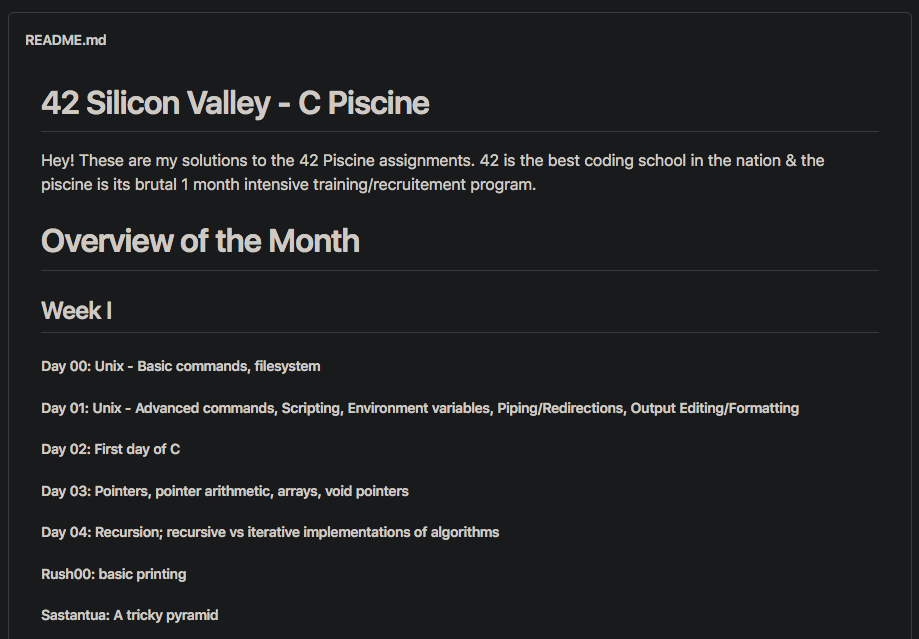 README.md
42 Silicon Valley - C Piscine
Hey! These are my solutions to the 42 Piscine assignments. 42 is the best coding school in the nation & the
piscine is its brutal 1 month intensive training/recruitement program.
Overview of the Month
Week I
Day 00: Unix - Basic commands, filesystem
Day 01: Unix - Advanced commands, Scripting, Environment variables, Piping/Redirections, Output Editing/Formatting
Day 02: First day of C
Day 03: Pointers, pointer arithmetic, arrays, void pointers
Day 04: Recursion; recursive vs iterative implementations of algorithms
Rush00: basic printing
Sastantua: A tricky pyramid